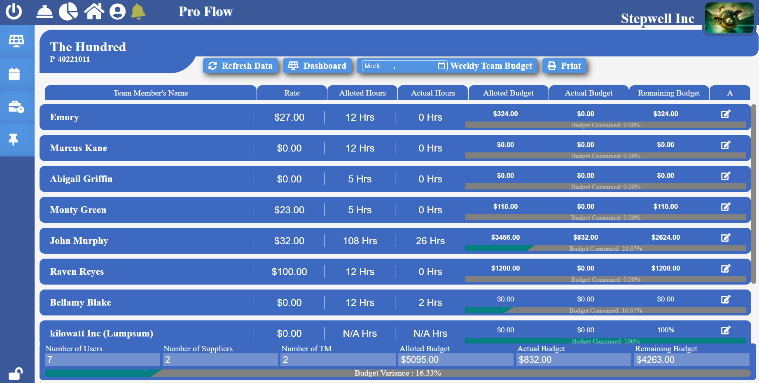 Pro Flow
Stepwell Inc
The Hundred
P 40221011
Refresh Data
Dashboard
Week ,
Weekly Team Budget
Print
Team Member's Name Rate Alloted Hours Actual Hours Alloted Budget Actual Budget Remaining Budget A
Emory $27.00 12 Hrs 0 Hrs $324.00 $0.00 $324.00
Budget Consumed: 0.00%
Marcus Kane $0.00 12 Hrs 0 Hrs $0.00 $0.00 $0.00
Budget Consumed: 0.00%
Abigail Griffin $0.00 5 Hrs 0 Hrs $0.00 $0.00 $0.00
Budget Consumed: 0.00%
Monty Green $23.00 5 Hrs 0 Hrs $115.00 $0.00 $115.00
Budget Consumed: 0.00%
John Murphy $32.00 108 Hrs 26 Hrs $3456.00 $832.00 $2624.00
Budget Consumed: 24.07%
Raven Reyes $100.00 12 Hrs 0 Hrs $1200.00 $0.00 $1200.00
Budget Consumed: 0.00%
Bellamy Blake $0.00 12 Hrs 2 Hrs $0.00 $0.00 $0.00
Budget Consumed: 16.67%
kilowatt Inc (Lumpsum) $0.00 N/A Hrs N/A Hrs $0.00 $0.00 100%
Budget Consumed: 100%
Number of Users Number of Suppliers Number of TM Alloted Budget Actual Budget Remaining Budget
7 2 2 $5095.00 $832.00 $4263.00
Budget Variance : 16.33%